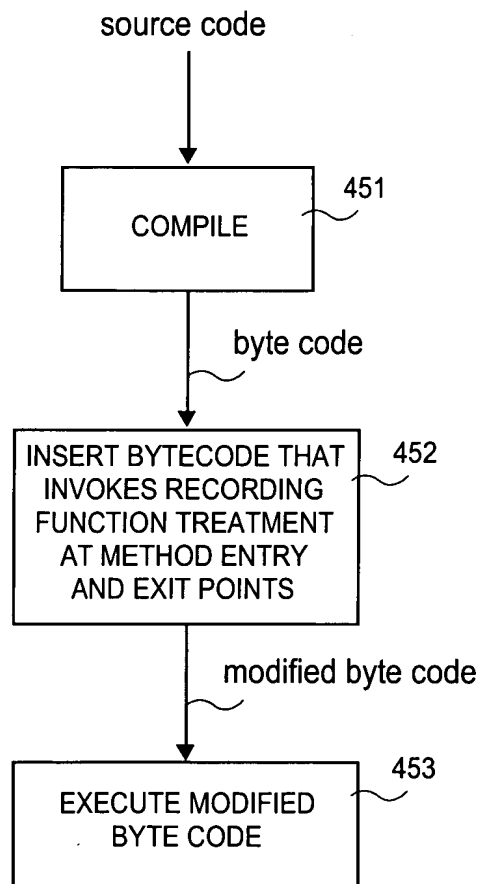 source code
451
COMPILE
byte code
452
INSERT BYTECODE THAT
INVOKES RECORDING
FUNCTION TREATMENT
AT METHOD ENTRY
AND EXIT POINTS
modified byte code
453
EXECUTE MODIFIED
BYTE CODE